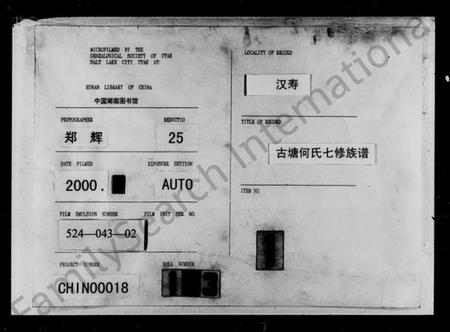 MICROFILMED BY THE
GENEALOGICAL SOCIETY OF UTAH
SALT LAKE CITY, UTAH AT:
HUNAN LIBRARY OF CHINA
中国湖南图书馆
PHOTOGRAPHER
REDUCTIO
郑 辉
25
DATE FILMED
EXPOSURE SETTION
2000.
AUTO
FILM EMULSION NUMBER
FILM UNIT SER. NO.
524—043—02
PROJECT NUMBER
ROLL NUMBER
CHINO0018
LOCALITY OF RECORD
汉寿
TITLE OF RECORD
古塘何氏七修族谱
ITEM NO
FamilySearch International